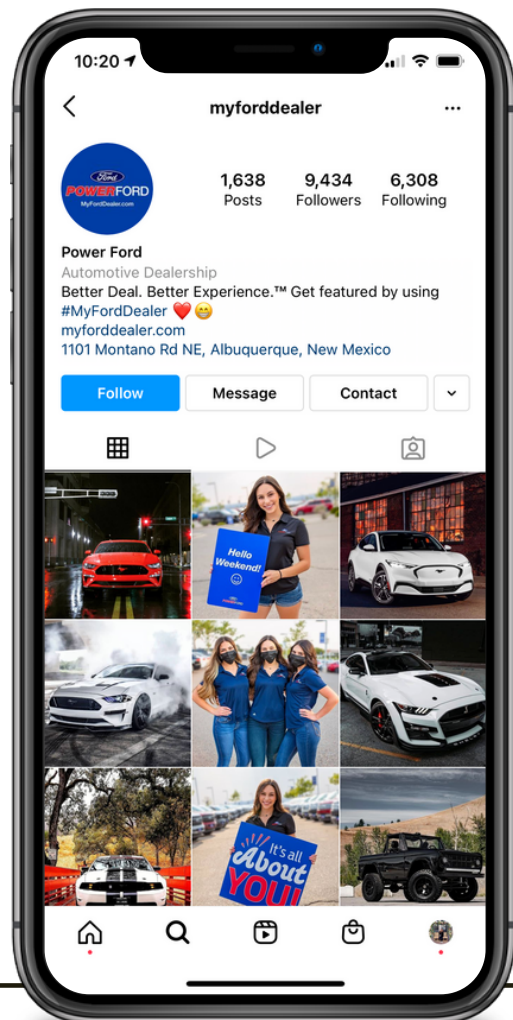 10:20
myforddealer
Ford
POWERFORD
MyFordDealer.com
1,638 9,434 6,308
Posts Followers Following
Power Ford
Automotive Dealership
Better Deal. Better Experience.™ Get featured by using
#MyFordDealer ❤️😁
myforddealer.com
1101 Montano Rd NE, Albuquerque, New Mexico
Follow Message Contact
Hello
Weekend!
POWERFORD
It's all
About
YOU!